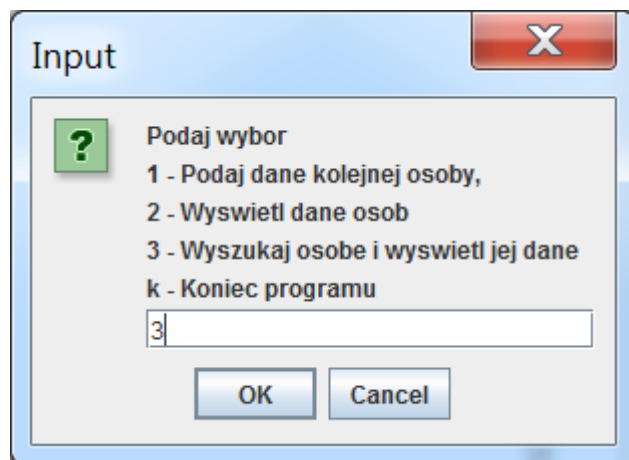 Input
Podaj wybor
1 - Podaj dane kolejnej osoby,
2 - Wyswietl dane osob
3 - Wyszukaj osobe i wyswietl jej dane
k - Koniec programu
3
OK Cancel